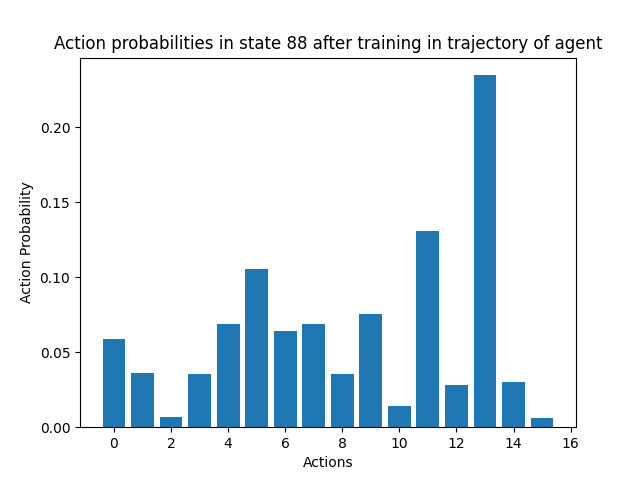 Action probabilities in state 88 after training in trajectory of agent
Action Probability
0.20
0.15
0.10
0.05
0.00
0 2 4 6 8 10 12 14 16
Actions